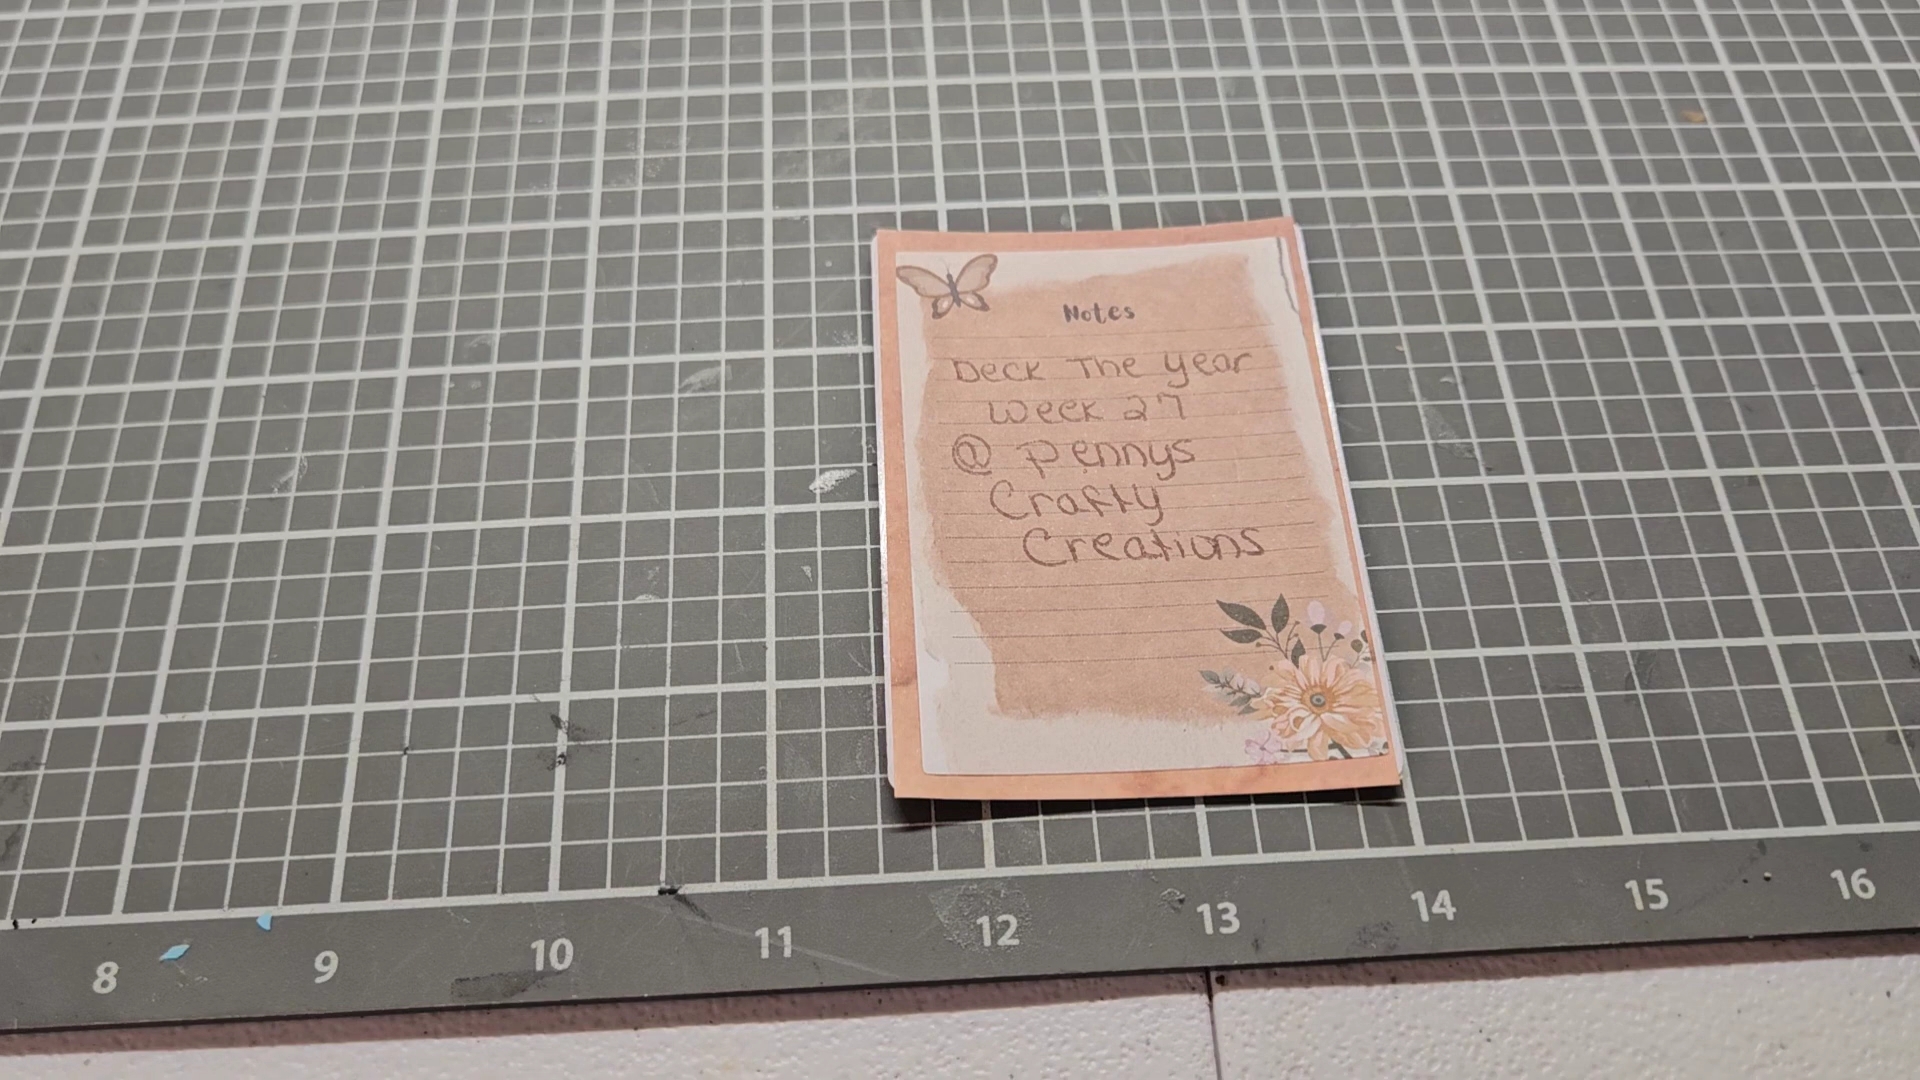 Notes
Deck The year
Week 27
@ Pennys
Crafty
Creations
8 9 10 11 12 13 14 15 16